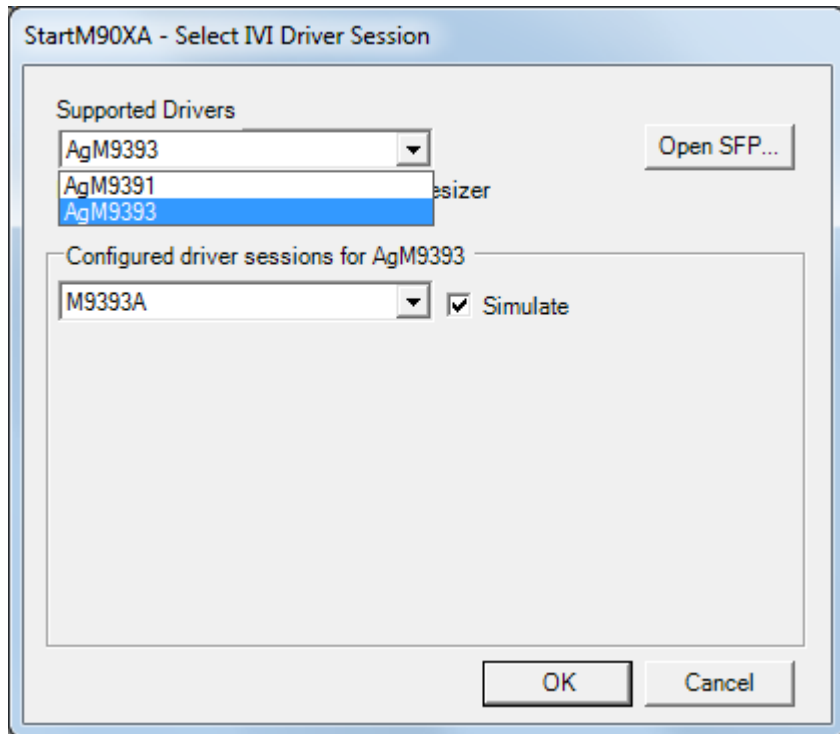 StartM90XA - Select IVI Driver Session
Supported Drivers
AgM9393
Open SFP...
AgM9391
AgM9393
Configured driver sessions for AgM9393
M9393A
Simulate
OK
Cancel